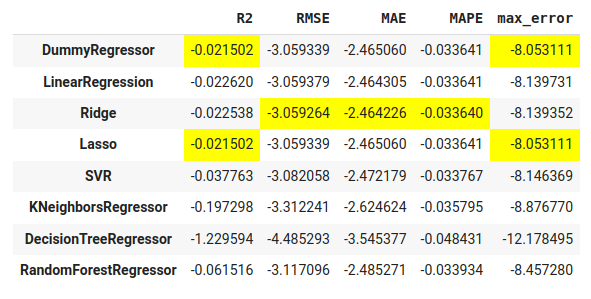 R2 RMSE MAE MAPE max_error
DummyRegressor -0.021502 -3.059339 -2.465060 -0.033641 -8.053111
LinearRegression -0.022620 -3.059379 -2.464305 -0.033641 -8.139731
Ridge -0.022538 -3.059264 -2.464226 -0.033640 -8.139352
Lasso -0.021502 -3.059339 -2.465060 -0.033641 -8.053111
SVR -0.037763 -3.082058 -2.472179 -0.033767 -8.146369
KNeighborsRegressor -0.197298 -3.312241 -2.624624 -0.035795 -8.876770
DecisionTreeRegressor -1.229594 -4.485293 -3.545377 -0.048431 -12.178495
RandomForestRegressor -0.061516 -3.117096 -2.485271 -0.033934 -8.457280